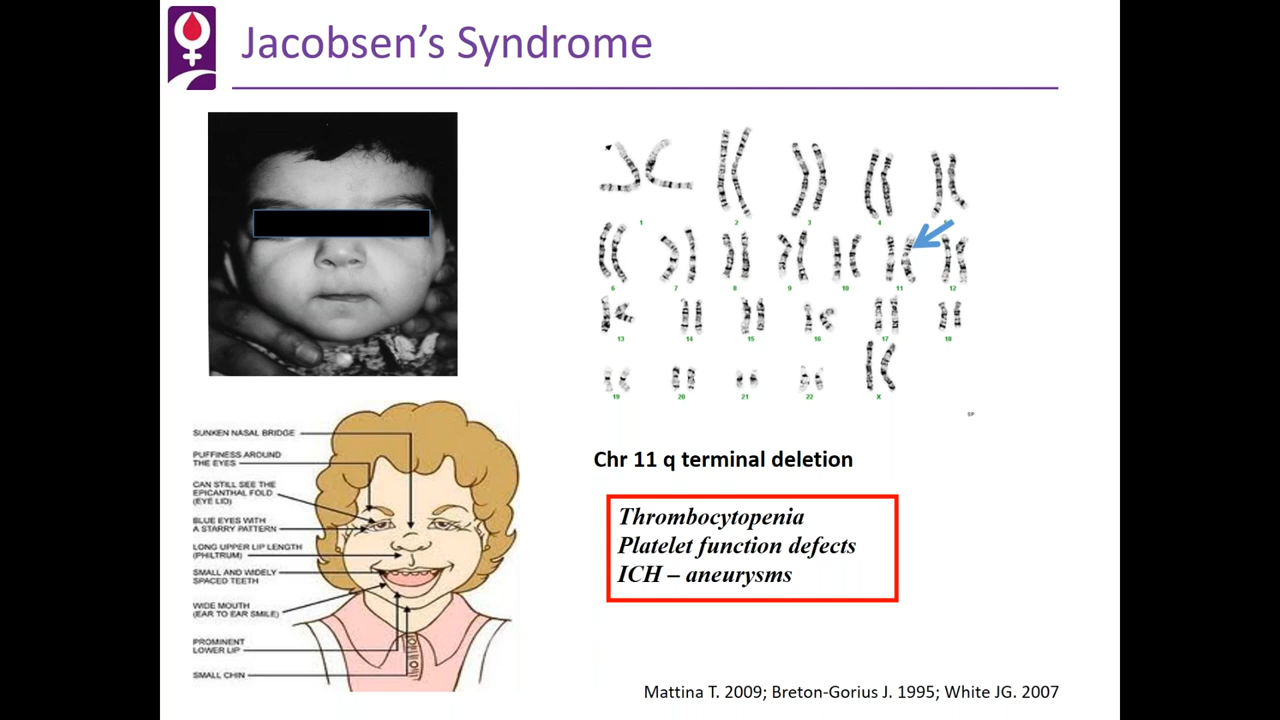 Jacobsen's Syndrome
1
2
3
4
6
7
8
9
10
11
12
13
14
15
16
17
18
19
20
21
22
X
SP
SUNKEN NASAL BRIDGE
PUFFINESS AROUND
THE EYES
CAN STILL SEE THE
EPICANTHAL FOLD
(EYE LID)
BLUE EYES WITH
A STARRY PATTERN
LONG UPPER LIP LENGTH
(PHILTRUM)
SMALL AND WIDELY
SPACED TEETH
WIDE MOUTH
(EAR TO EAR SMILE)
PROMINENT
LOWER LIP
SMALL CHIN
Chr 11 q terminal deletion
Thrombocytopenia
Platelet function defects
ICH – aneurysms
Mattina T. 2009; Breton-Gorius J. 1995; White JG. 2007